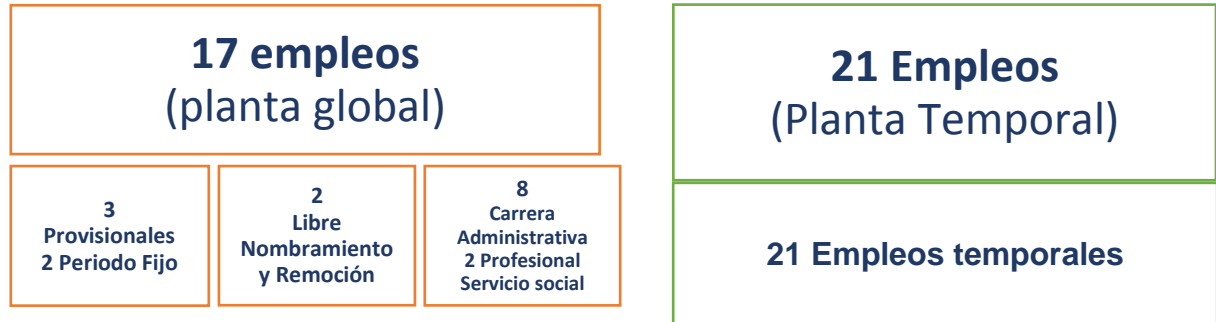 17 empleos
(planta global)
3
Provisionales
2 Periodo Fijo
2
Libre
Nombramiento
y Remoción
8
Carrera
Administrativa
2 Profesional
Servicio social
21 Empleos
(Planta Temporal)
21 Empleos temporales